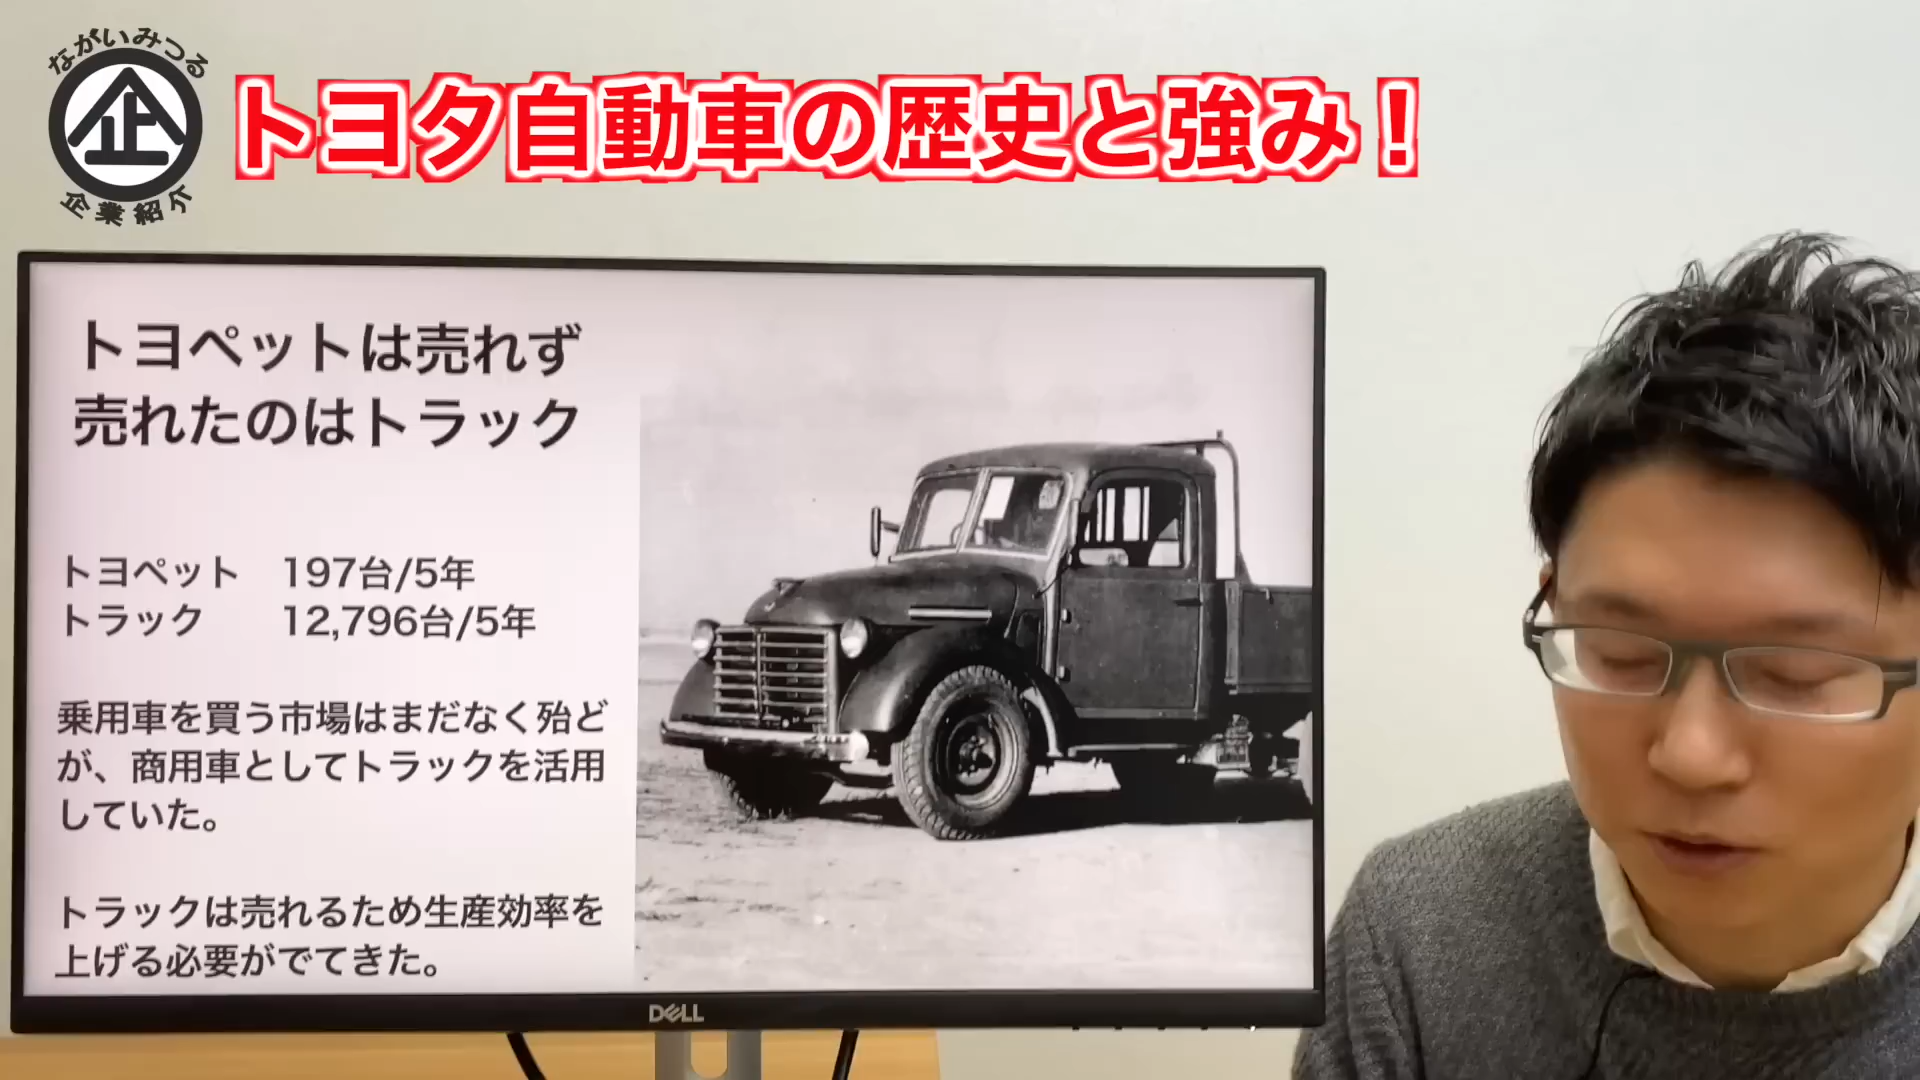 ながいみつる
企
企業紹介
トヨタ自動車の歴史と強み！
トヨペットは売れず
売れたのはトラック
トヨペット 197台/5年
トラック 12,796台/5年
乗用車を買う市場はまだなく殆ど
が、商用車としてトラックを活用
していた。
トラックは売れるため生産効率を
上げる必要がでてきた。
DELL